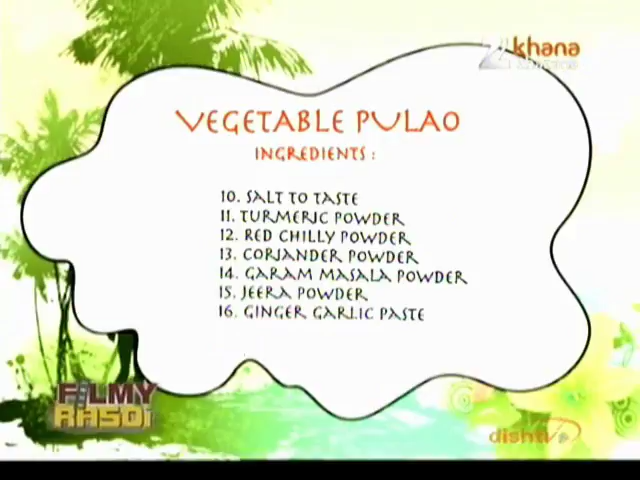 khana
VEGETABLE PULAO
INGREDIENTS :
10. SALT TO TASTE
11. TURMERIC POWDER
12. RED CHILLY POWDER
13. CORIANDER POWDER
14. GARAM MASALA POWDER
15. JEERA POWDER
16. GINGER GARLIC PASTE
FILMY
RASOI
dishtv